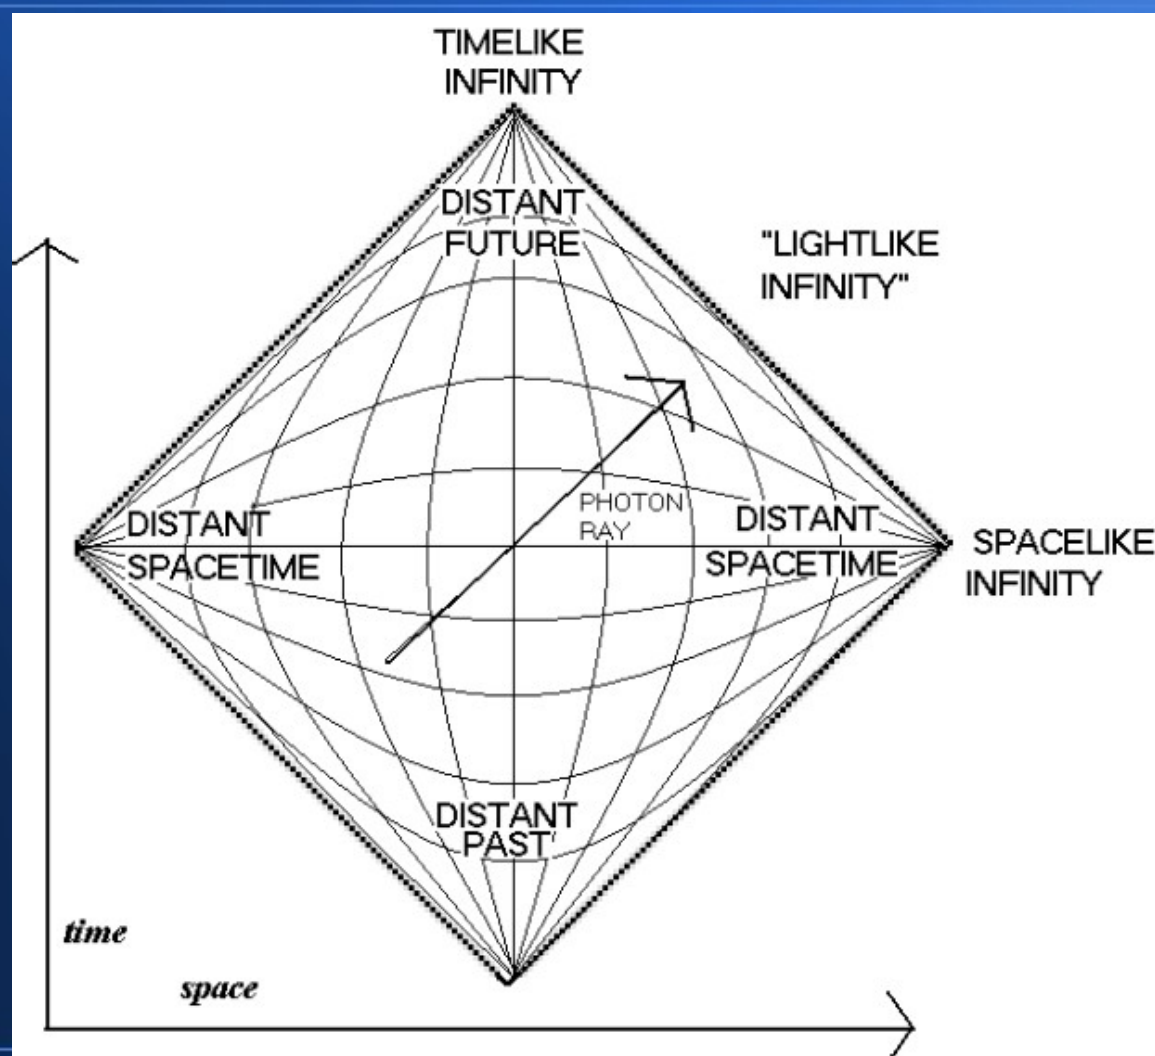 TIMELIKE
INFINITY
DISTANT
FUTURE
"LIGHTLIKE
INFINITY"
PHOTON
RAY
DISTANT
SPACETIME
DISTANT
SPACETIME
SPACELIKE
INFINITY
DISTANT
PAST
time
space